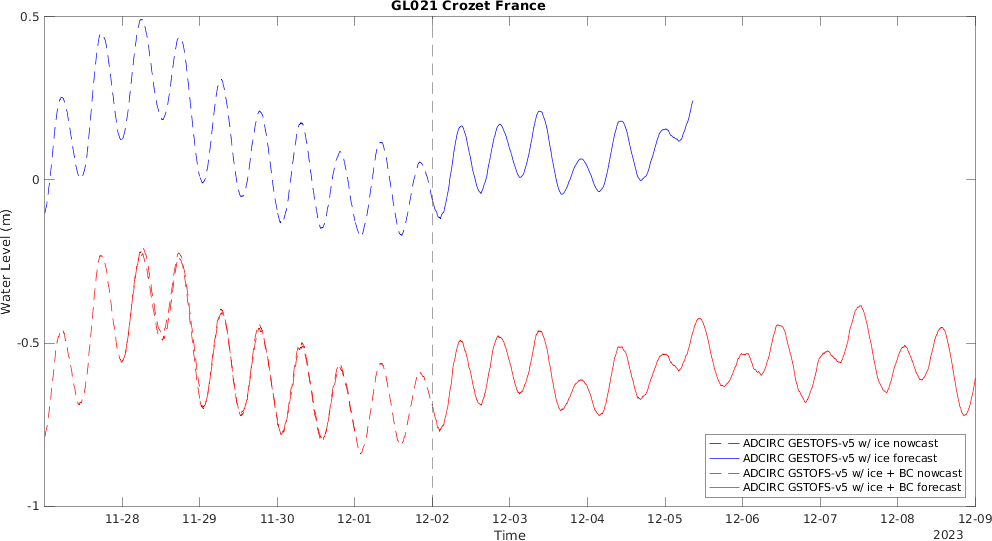 GL021 Crozet France
0.5
0
-0.5
-1
Water Level (m)
11-28 11-29 11-30 12-01 12-02 12-03 12-04 12-05 12-06 12-07 12-08 12-09
Time
2023
ADCIRC GESTOFS-v5 w/ ice nowcast
ADCIRC GESTOFS-v5 w/ ice forecast
ADCIRC GSTOFS-v5 w/ ice + BC nowcast
ADCIRC GSTOFS-v5 w/ ice + BC forecast